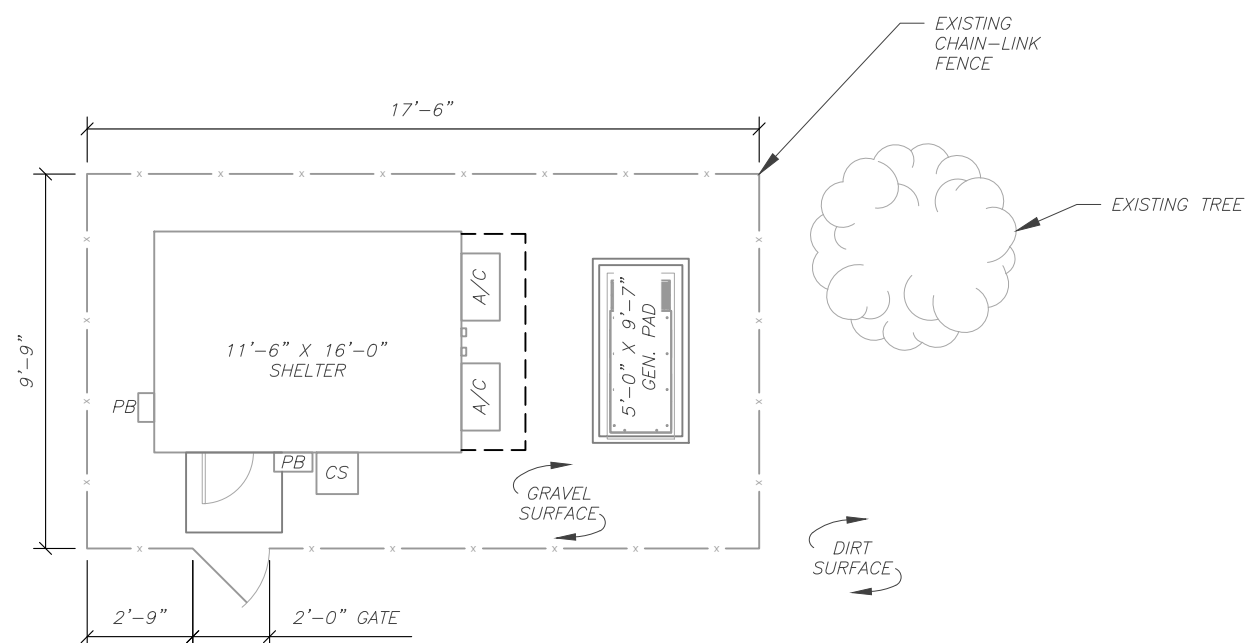 EXISTING
CHAIN-LINK
FENCE
17'-6"
EXISTING TREE
A/C
9'-9"
11'-6" X 16'-0"
SHELTER
5'-0" X 9'-7"
GEN. PAD
A/C
PB
PB
CS
GRAVEL
SURFACE
DIRT
SURFACE
2'-9"
2'-0" GATE
x x x x x x x x
x x x x
x x x x
x x x x x x x